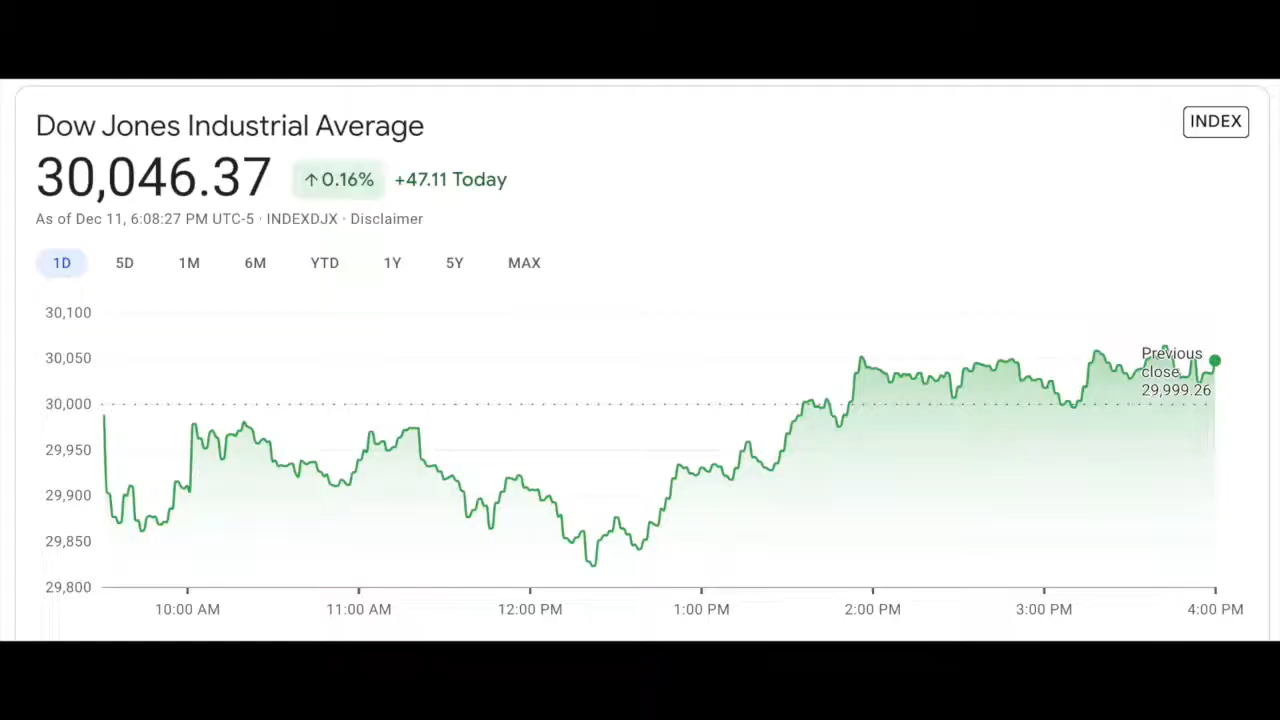 Dow Jones Industrial Average
INDEX
30,046.37 ↑0.16% +47.11 Today
As of Dec 11, 6:08:27 PM UTC-5 · INDEXDJX · Disclaimer
1D 5D 1M 6M YTD 1Y 5Y MAX
30,100
30,050
30,000
29,950
29,900
29,850
29,800
Previous
close
29,999.26
10:00 AM 11:00 AM 12:00 PM 1:00 PM 2:00 PM 3:00 PM 4:00 PM